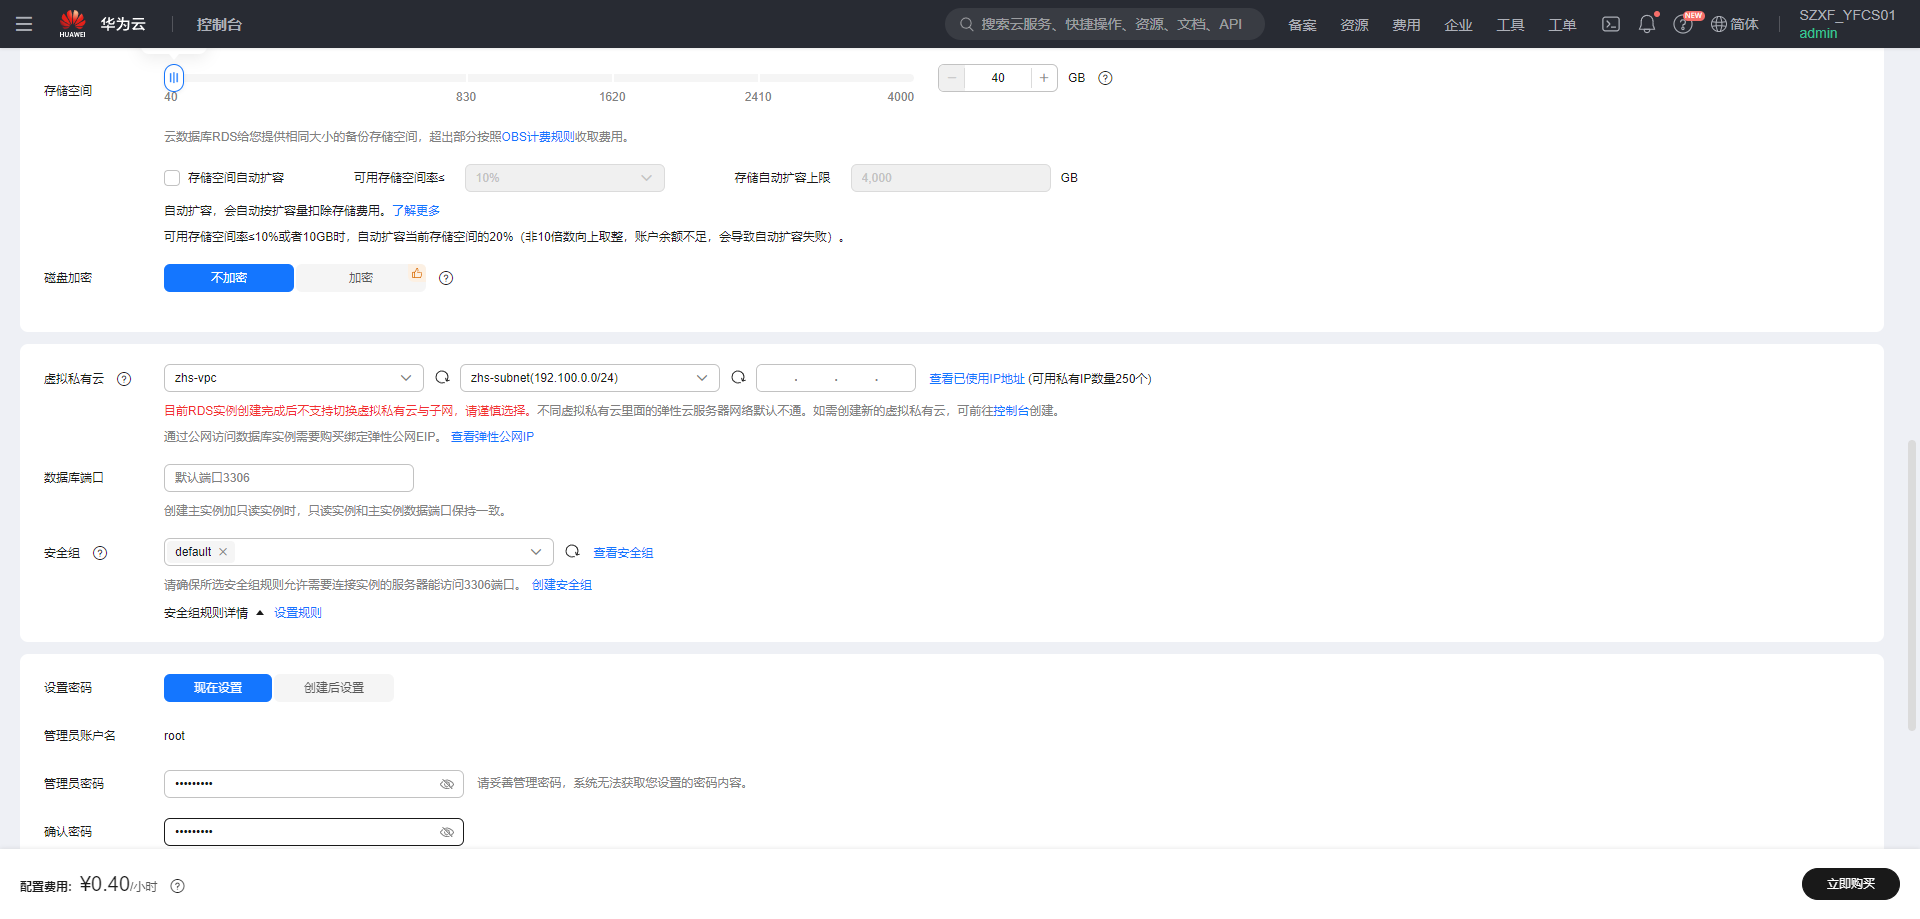 HUAWEI 华为云 控制台 搜索云服务、快捷操作、资源、文档、API 备案 资源 费用 企业 工具 工单 NEW 简体 SZXF_YFCS01
admin
存储空间 40 GB
40 830 1620 2410 4000
云数据库RDS给您提供相同大小的备份存储空间，超出部分按照OBS计费规则收取费用。
存储空间自动扩容 可用存储空间率≤ 10% 存储自动扩容上限 4,000 GB
自动扩容，会自动按扩容量扣除存储费用。了解更多
可用存储空间率≤10%或者10GB时，自动扩容当前存储空间的20%（非10倍数向上取整，账户余额不足，会导致自动扩容失败）。
磁盘加密 不加密 加密
虚拟私有云 zhs-vpc zhs-subnet(192.100.0.0/24) . . . 查看已使用IP地址 (可用私有IP数量250个)
目前RDS实例创建完成后不支持切换虚拟私有云与子网，请谨慎选择。不同虚拟私有云里面的弹性云服务器网络默认不通。如需创建新的虚拟私有云，可前往控制台创建。
通过公网访问数据库实例需要购买绑定弹性公网EIP。 查看弹性公网IP
数据库端口 默认端口3306
创建主实例加只读实例时，只读实例和主实例数据端口保持一致。
安全组 default 查看安全组
请确保所选安全组规则允许需要连接实例的服务器能访问3306端口。 创建安全组
安全组规则详情 设置规则
设置密码 现在设置 创建后设置
管理员账户名 root
管理员密码 ••••••••• 请妥善管理密码，系统无法获取您设置的密码内容。
确认密码 •••••••••
配置费用: ¥0.40/小时 立即购买